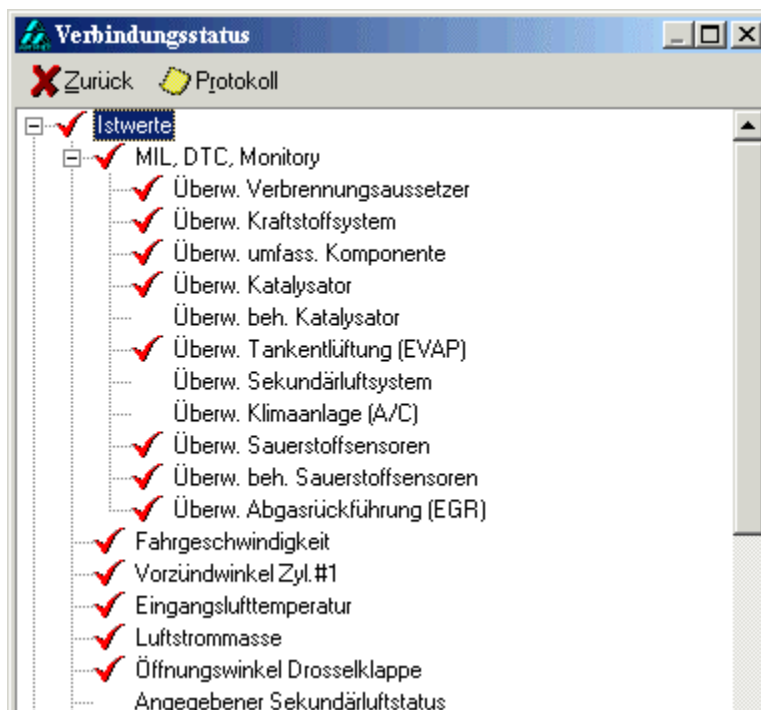 Verbindungsstatus
Zurück Protokoll
Istwerte
MIL, DTC, Monitory
Überw. Verbrennungsaussetzer
Überw. Kraftstoffsystem
Überw. umfass. Komponente
Überw. Katalysator
Überw. beh. Katalysator
Überw. Tankentlüftung (EVAP)
Überw. Sekundärluftsystem
Überw. Klimaanlage (A/C)
Überw. Sauerstoffsensoren
Überw. beh. Sauerstoffsensoren
Überw. Abgasrückführung (EGR)
Fahrgeschwindigkeit
Vorzündwinkel Zyl.#1
Eingangslufttemperatur
Luftstrommasse
Öffnungswinkel Drosselklappe
Angegebener Sekundärluftstatus